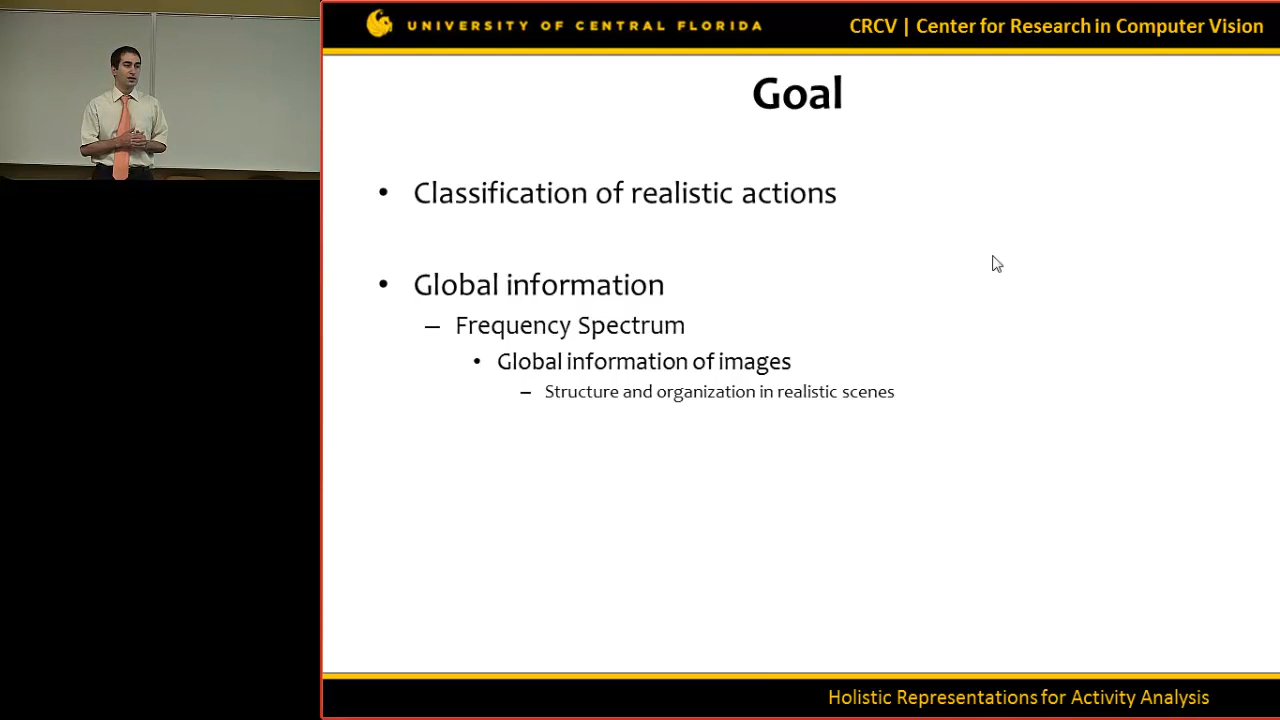 UNIVERSITY OF CENTRAL FLORIDA
CRCV | Center for Research in Computer Vision
Goal
• Classification of realistic actions
• Global information
– Frequency Spectrum
• Global information of images
– Structure and organization in realistic scenes
Holistic Representations for Activity Analysis